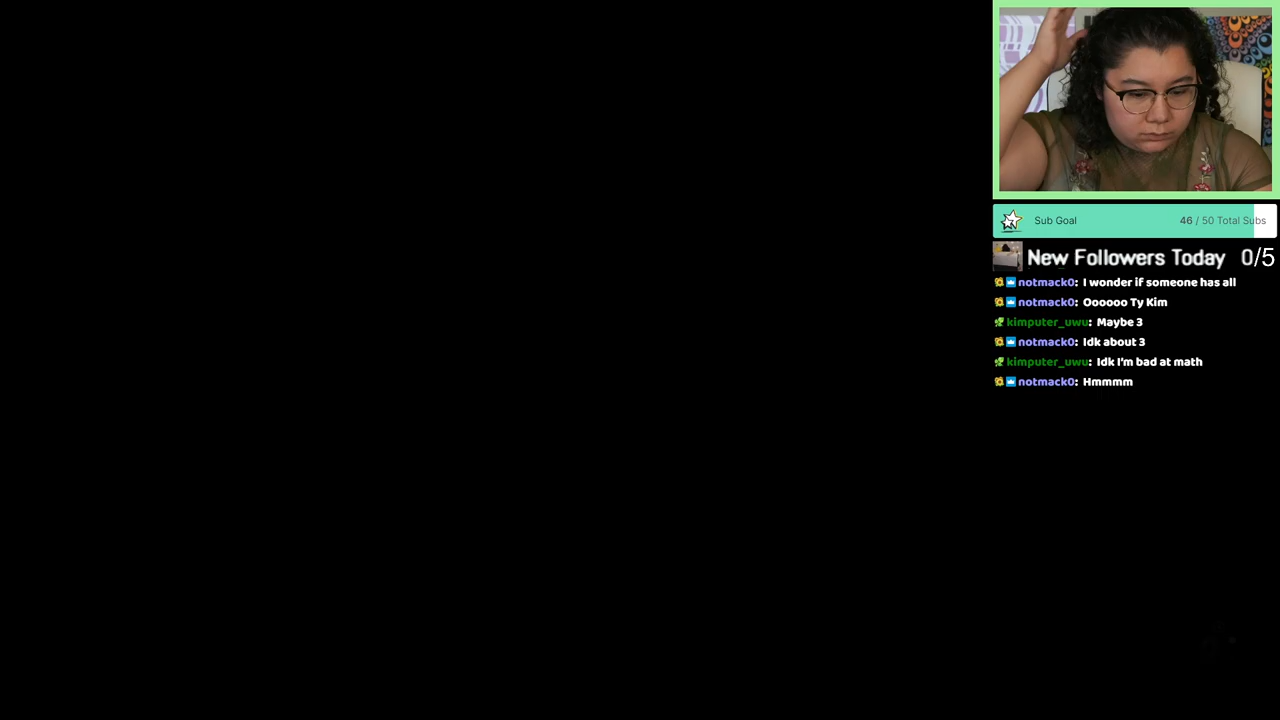 Sub Goal 46 / 50 Total Subs
New Followers Today 0/5
notmack0: I wonder if someone has all
notmack0: Oooooo Ty Kim
kimputer_uwu: Maybe 3
notmack0: Idk about 3
kimputer_uwu: Idk I'm bad at math
notmack0: Hmmmm